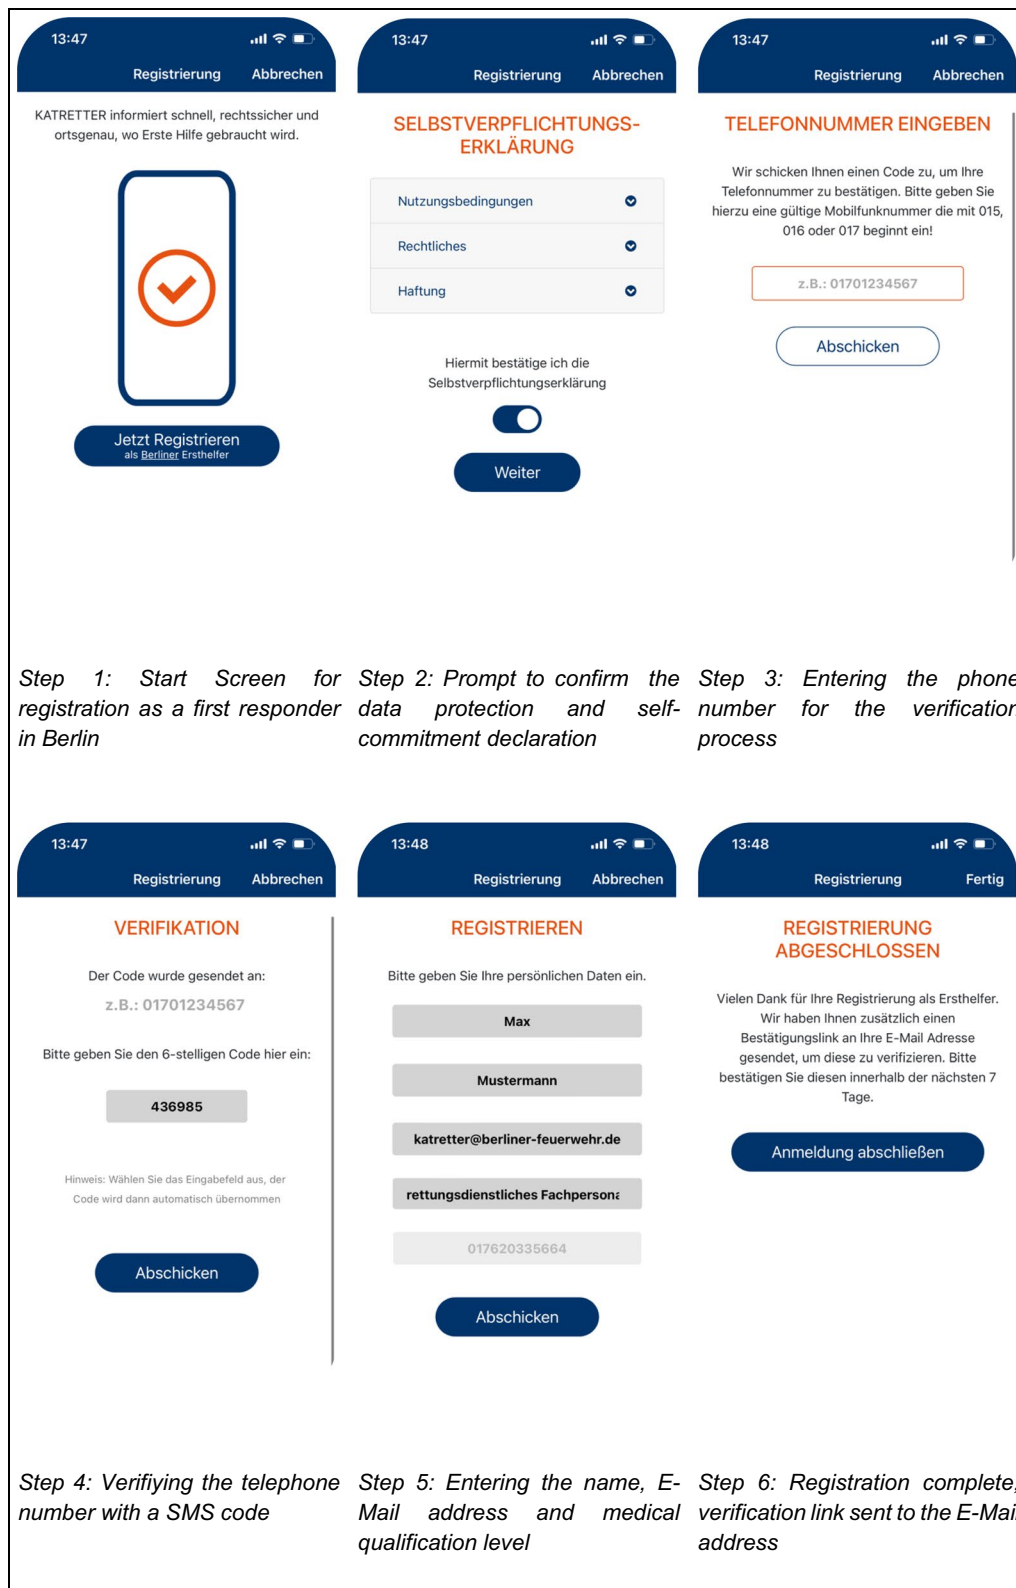 13:47
Registrierung Abbrechen
KATRETTER informiert schnell, rechtssicher und
ortsgenau, wo Erste Hilfe gebraucht wird.
Jetzt Registrieren
als Berliner Ersthelfer
13:47
Registrierung Abbrechen
SELBSTVERPFLICHTUNGS-
ERKLÄRUNG
Nutzungsbedingungen
Rechtliches
Haftung
Hiermit bestätige ich die
Selbstverpflichtungserklärung
Weiter
13:47
Registrierung Abbrechen
TELEFONNUMMER EINGEBEN
Wir schicken Ihnen einen Code zu, um Ihre
Telefonnummer zu bestätigen. Bitte geben Sie
hierzu eine gültige Mobilfunknummer die mit 015,
016 oder 017 beginnt ein!
z.B.: 01701234567
Abschicken
Step 1: Start Screen for
registration as a first responder
in Berlin
Step 2: Prompt to confirm the
data protection and self-
commitment declaration
Step 3: Entering the phone
number for the verification
process
13:47
Registrierung Abbrechen
VERIFIKATION
Der Code wurde gesendet an:
z.B.: 01701234567
Bitte geben Sie den 6-stelligen Code hier ein:
436985
Hinweis: Wählen Sie das Eingabefeld aus, der
Code wird dann automatisch übernommen
Abschicken
13:48
Registrierung Abbrechen
REGISTRIEREN
Bitte geben Sie Ihre persönlichen Daten ein.
Max
Mustermann
katretter@berliner-feuerwehr.de
rettungsdienstliches Fachpersona
017620335664
Abschicken
13:48
Registrierung Fertig
REGISTRIERUNG
ABGESCHLOSSEN
Vielen Dank für Ihre Registrierung als Ersthelfer.
Wir haben Ihnen zusätzlich einen
Bestätigungslink an Ihre E-Mail Adresse
gesendet, um diese zu verifizieren. Bitte
bestätigen Sie diesen innerhalb der nächsten 7
Tage.
Anmeldung abschließen
Step 4: Verifiying the telephone
number with a SMS code
Step 5: Entering the name, E-
Mail address and medical
qualification level
Step 6: Registration complete,
verification link sent to the E-Mail
address